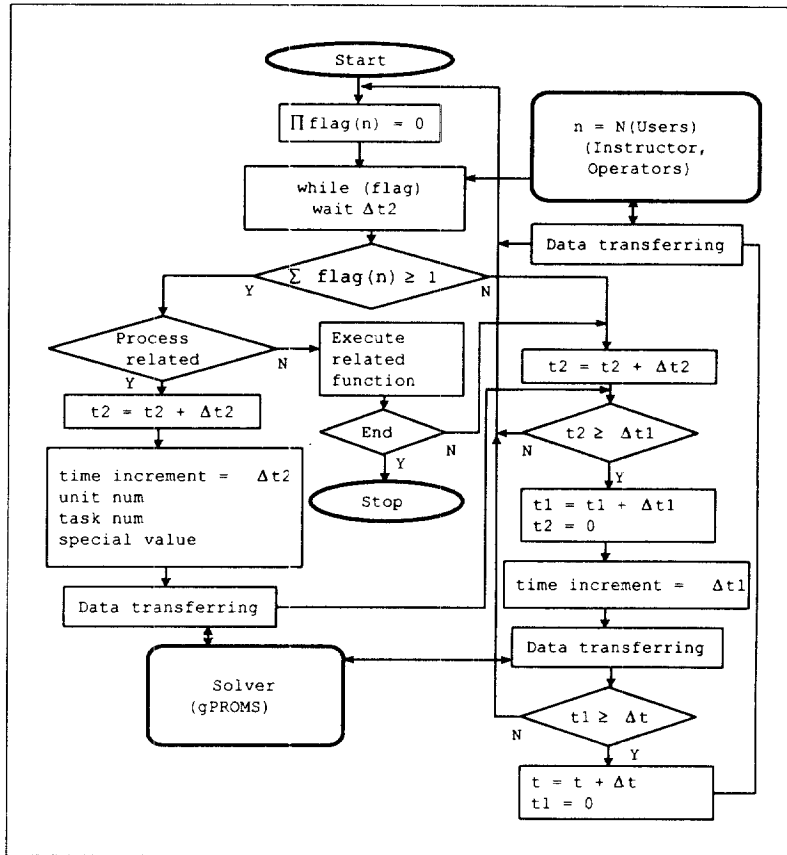 Start
∏ flag(n) = 0
n = N(Users)
(Instructor,
Operators)
while (flag)
wait Δt2
Data transferring
∑ flag(n) ≥ 1
Y
N
Process
related
N
Y
Execute
related
function
t2 = t2 + Δt2
t2 = t2 + Δt2
End
N
Y
t2 ≥ Δt1
N
Y
Stop
time increment = Δt2
unit num
task num
special value
t1 = t1 + Δt1
t2 = 0
time increment = Δt1
Data transferring
Data transferring
Solver
(gPROMS)
t1 ≥ Δt
N
Y
t = t + Δt
t1 = 0